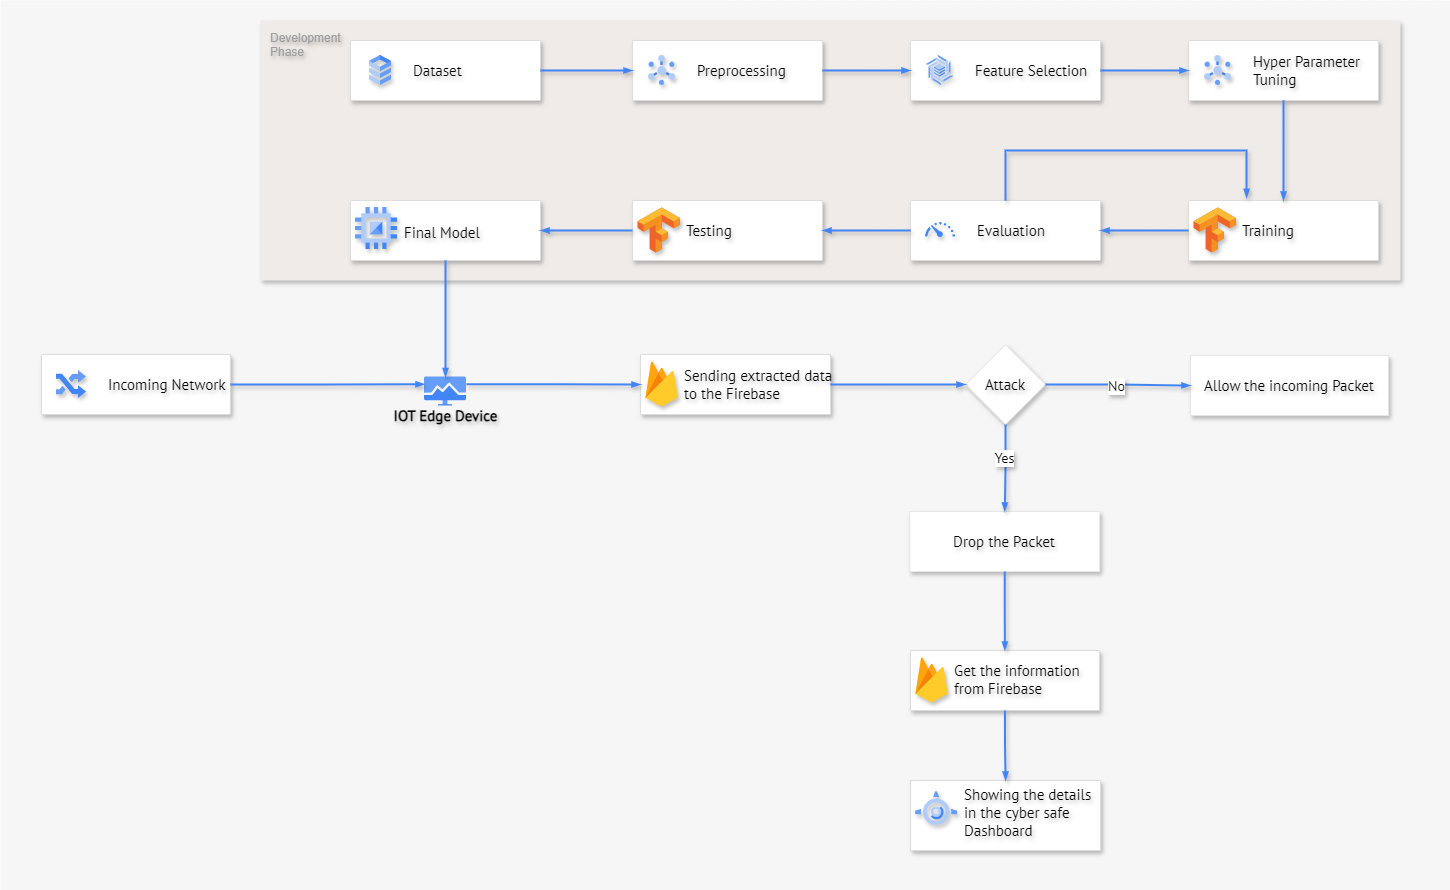 Development
Phase
Dataset
Preprocessing
Feature Selection
Hyper Parameter
Tuning
Final Model
Testing
Evaluation
Training
Incoming Network
IOT Edge Device
Sending extracted data
to the Firebase
Attack
No
Allow the incoming Packet
Yes
Drop the Packet
Get the information
from Firebase
Showing the details
in the cyber safe
Dashboard